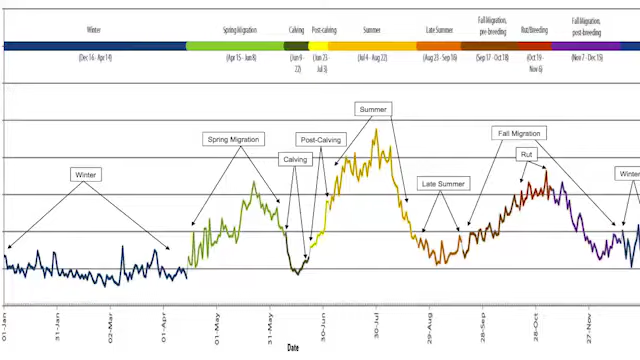 Winter
Spring Migration
Calving
Post-calving
Summer
Late Summer
Fall Migration,
pre-breeding
Rut/Breeding
Fall Migration,
post-breeding
(Dec 16 - Apr 14)
(Apr 15 - Jun 8)
(Jun 9 -
22)
(Jun 23 -
Jul 3)
(Jul 4 - Aug 22)
(Aug 23 - Sep 16)
(Sep 17 - Oct 18)
(Oct 19 -
Nov 6)
(Nov 7 - Dec 15)
Summer
Spring Migration
Post-Calving
Fall Migration
Calving
Rut
Winter
Late Summer
Winter
01-Jan
31-Jan
02-Mar
01-Apr
01-May
31-May
30-Jun
30-Jul
29-Aug
28-Sep
28-Oct
27-Nov
Date